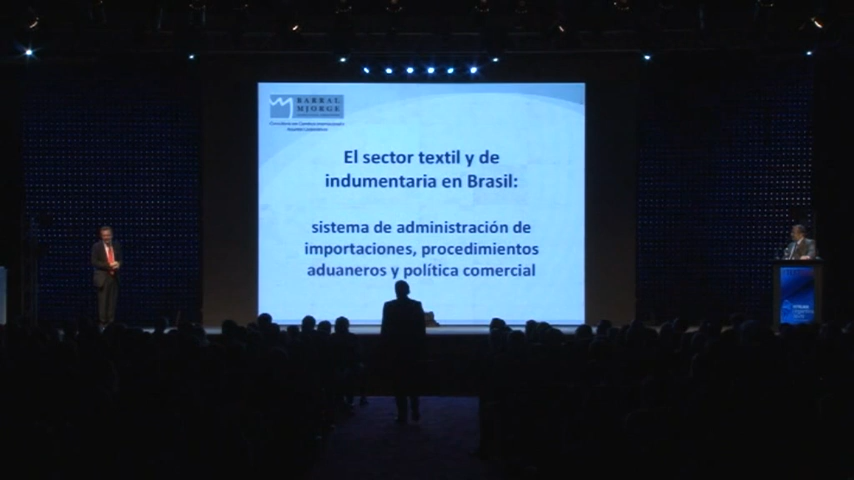 BARRAL
MJORGE
El sector textil y de
indumentaria en Brasil:
sistema de administración de
importaciones, procedimientos
aduaneros y política comercial